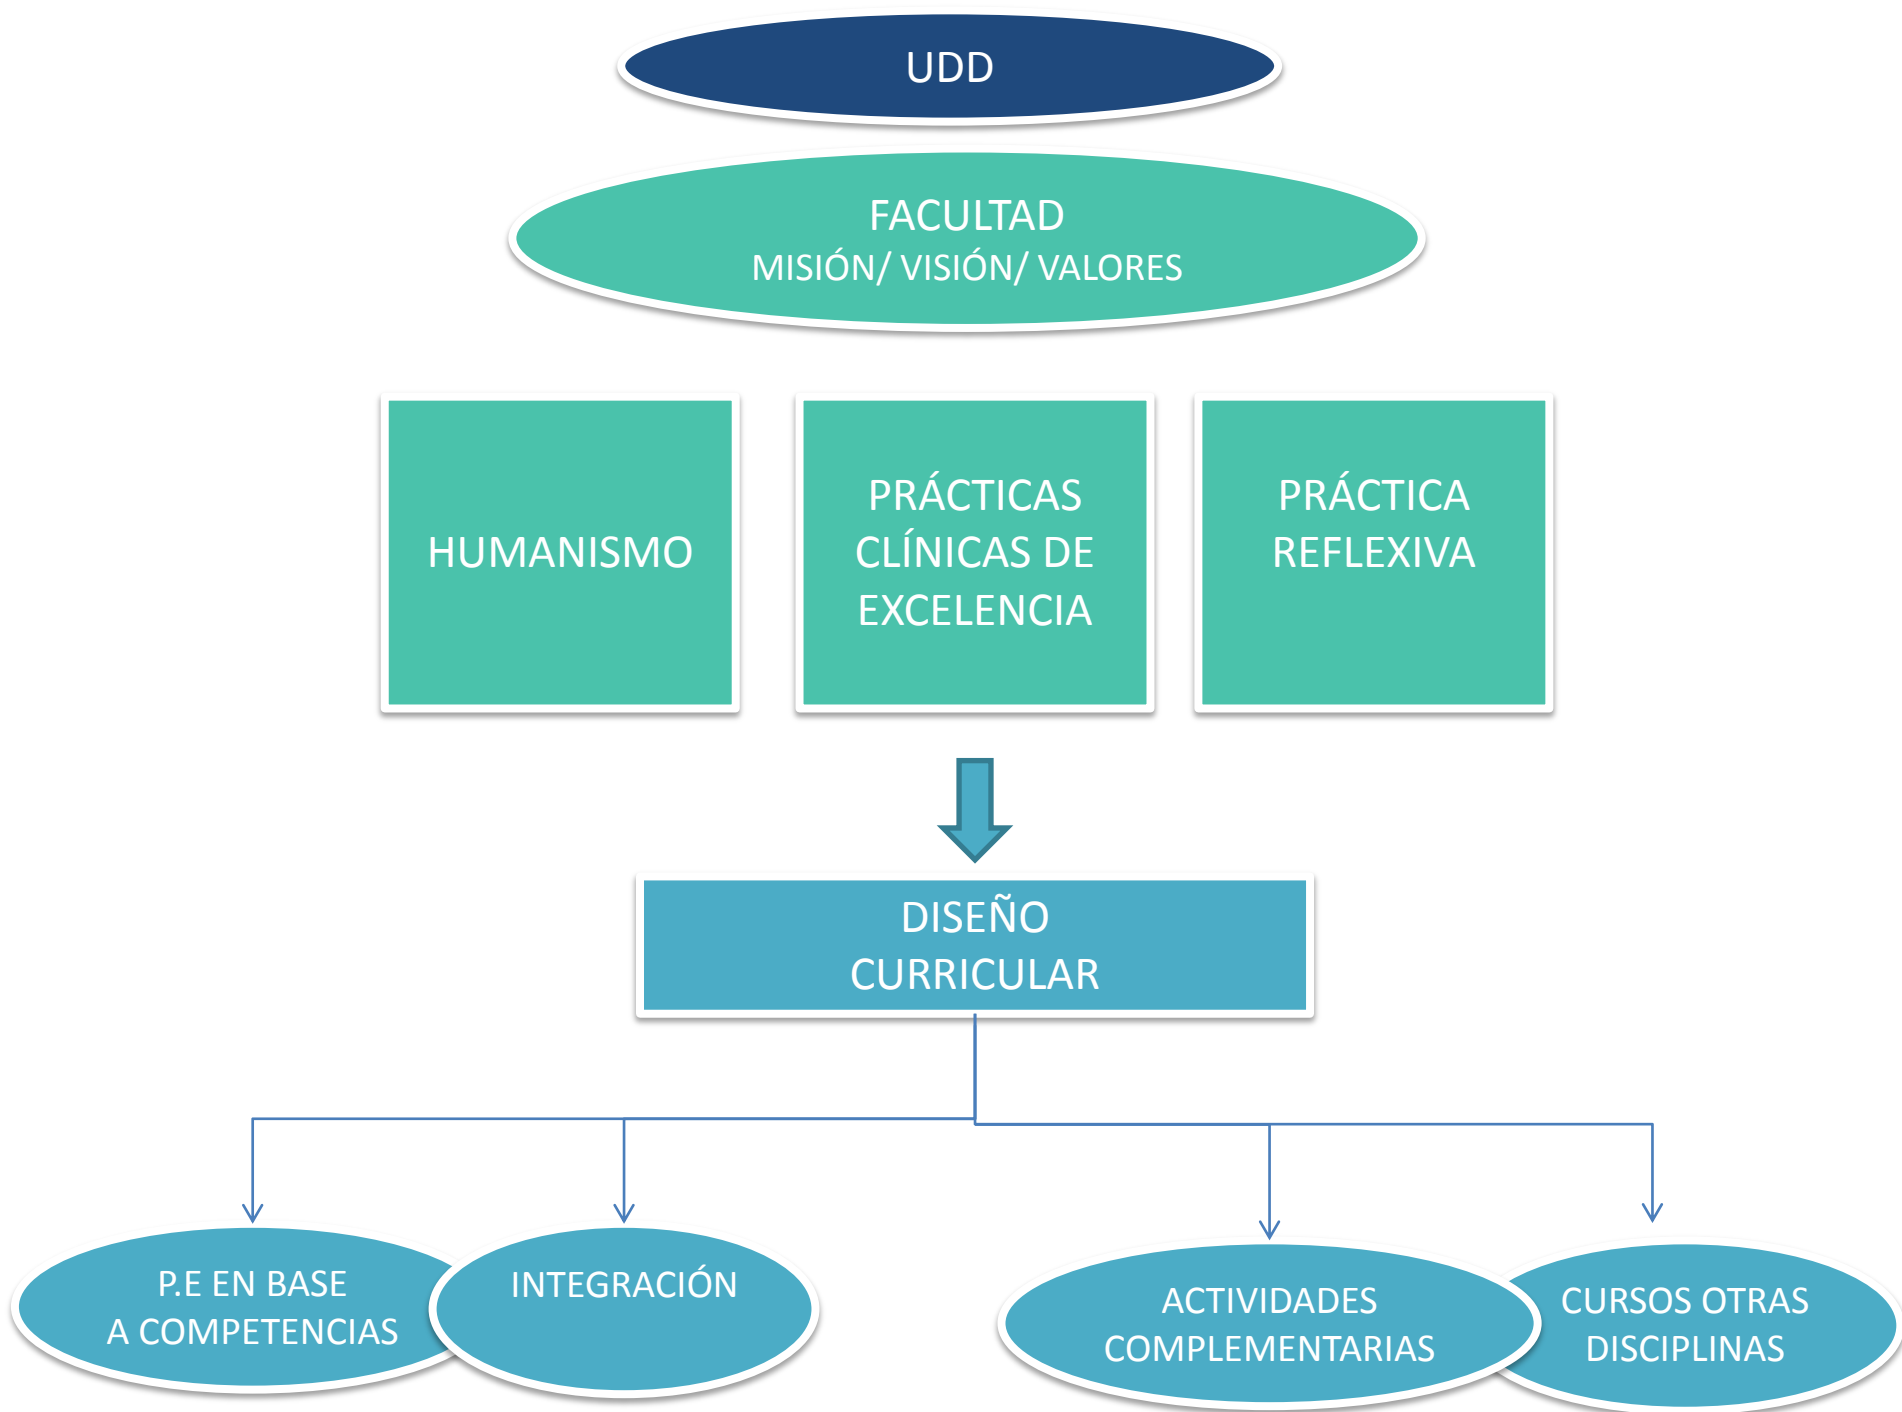 UDD
FACULTAD
MISIÓN/ VISIÓN/ VALORES
HUMANISMO
PRÁCTICAS
CLÍNICAS DE
EXCELENCIA
PRÁCTICA
REFLEXIVA
DISEÑO
CURRICULAR
P.E EN BASE
A COMPETENCIAS
INTEGRACIÓN
ACTIVIDADES
COMPLEMENTARIAS
CURSOS OTRAS
DISCIPLINAS